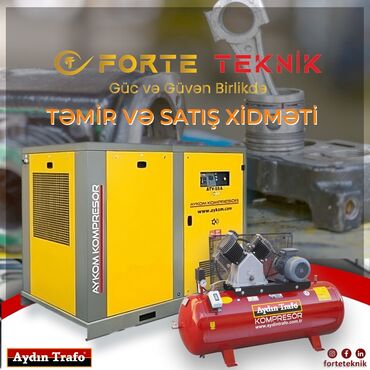 FORTE TEKNİK
Güc və Güvən Birlikdə
TƏMİR VƏ SATIŞ XİDMƏTİ
AYKOM KOMPRESÖR
AYKOM KOMPRESÖR
www.aykom.com
Aydın Trafo
KOMPRESÖR
www.aydintrafo.com.tr
Aydın Trafo
forteteknik